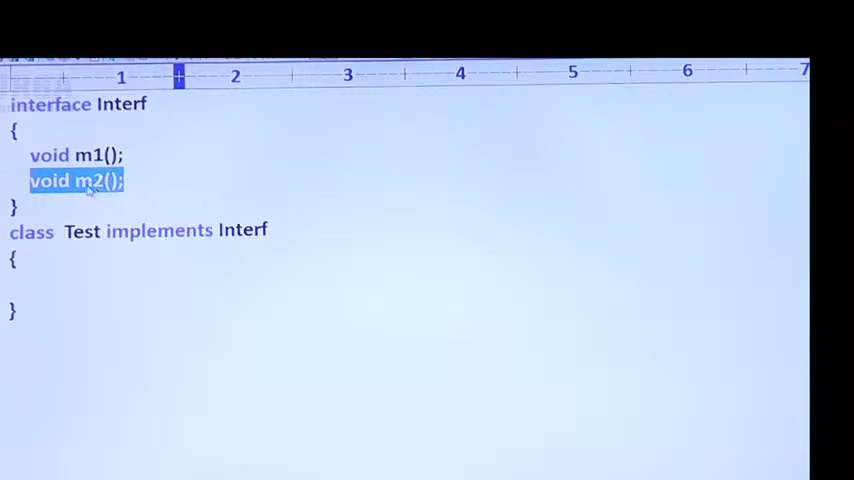 1 2 3 4 5 6 7
interface Interf
{
void m1();
void m2();
}
class Test implements Interf
{
}